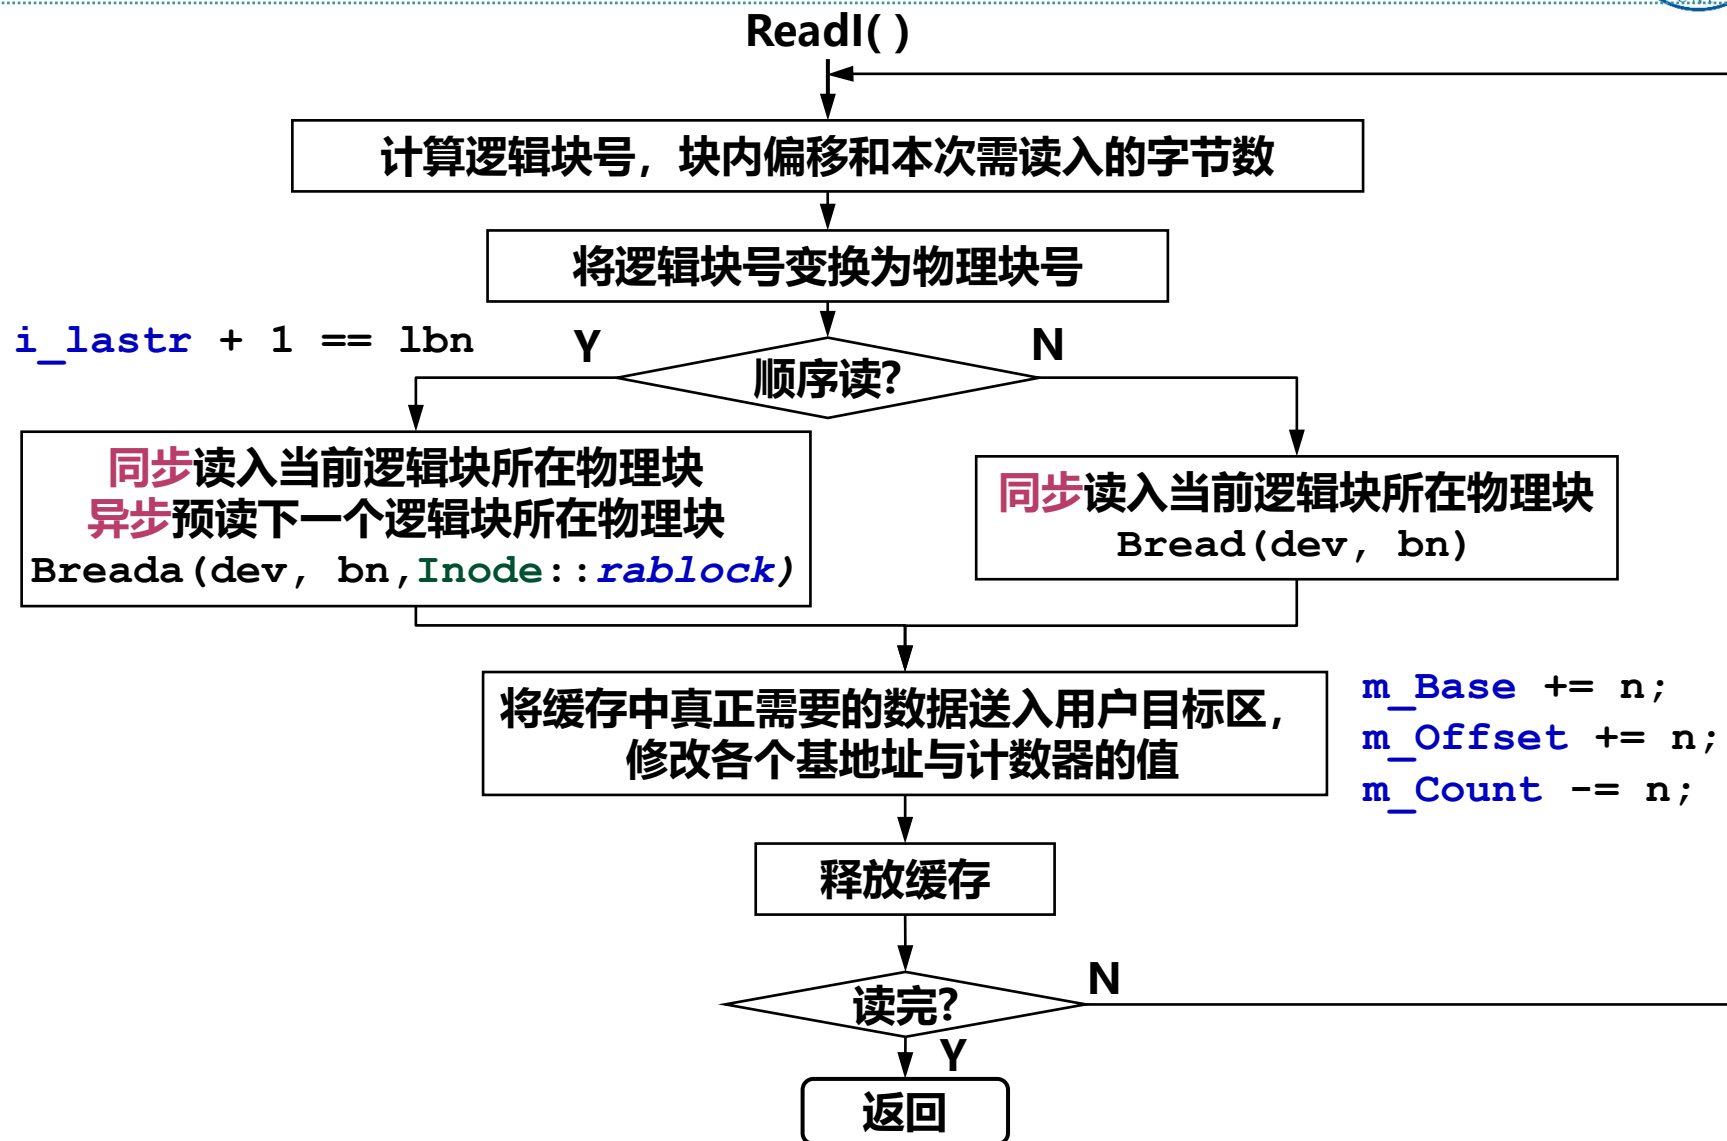 ReadI( )
计算逻辑块号，块内偏移和本次需读入的字节数
将逻辑块号变换为物理块号
i_lastr + 1 == lbn
Y
N
顺序读?
同步读入当前逻辑块所在物理块
异步预读下一个逻辑块所在物理块
Breada(dev, bn,Inode::rablock)
同步读入当前逻辑块所在物理块
Bread(dev, bn)
将缓存中真正需要的数据送入用户目标区，
修改各个基地址与计数器的值
m_Base += n;
m_Offset += n;
m_Count -= n;
释放缓存
读完?
N
Y
返回